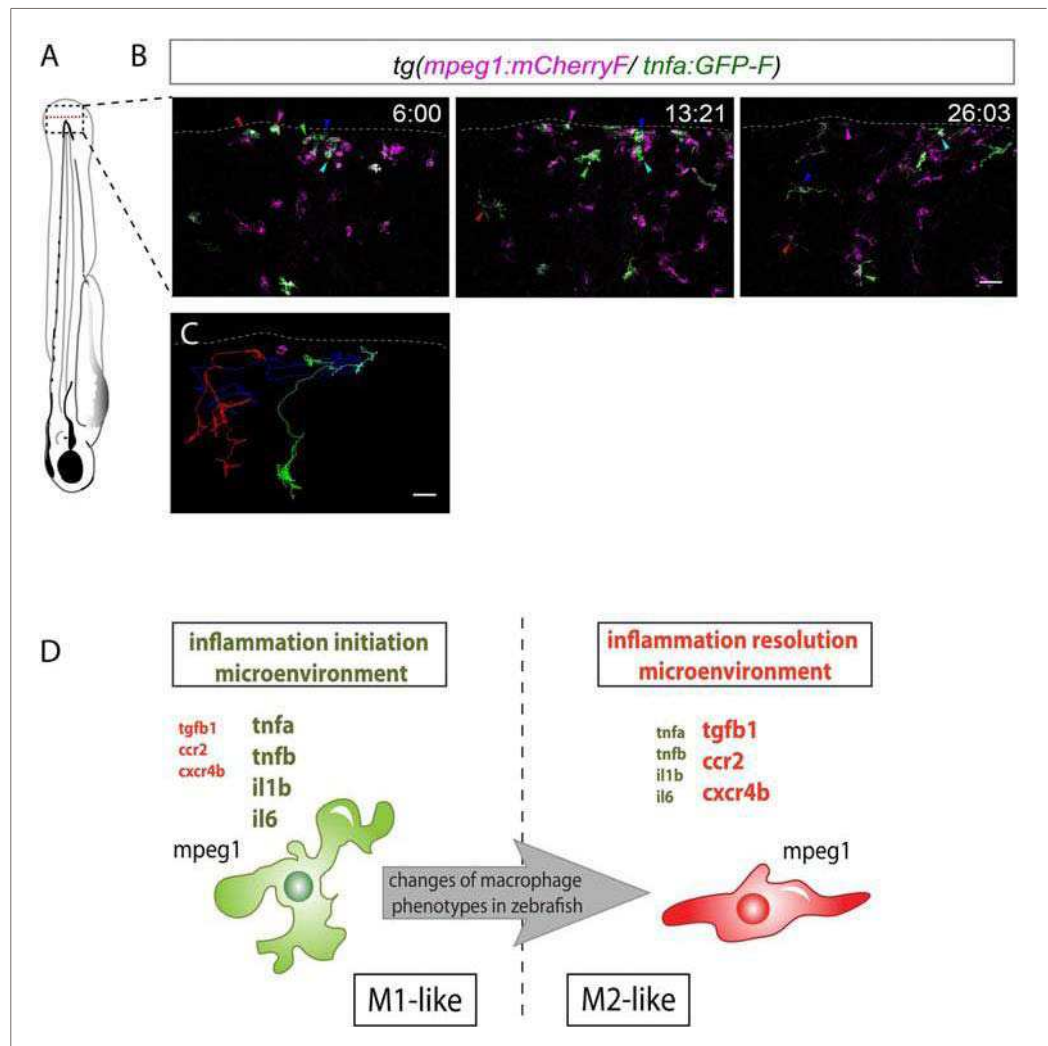 A
B
tg(mpeg1:mCherryF/ tnfa:GFP-F)
6:00
13:21
26:03
C
D
inflammation initiation
microenvironment
inflammation resolution
microenvironment
tgfb1
ccr2
cxcr4b
tnfa
tnfb
il1b
il6
tnfa
tnfb
il1b
il6
tgfb1
ccr2
cxcr4b
mpeg1
mpeg1
changes of macrophage
phenotypes in zebrafish
M1-like
M2-like